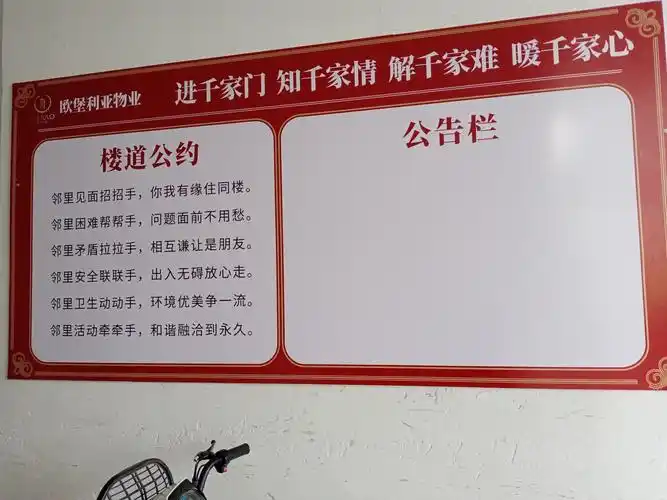 欧堡利亚物业
进千家门 知千家情 解千家难 暖千家心
楼道公约
邻里见面招招手，你我有缘住同楼。
邻里困难帮帮手，问题面前不用愁。
邻里矛盾拉拉手，相互谦让是朋友。
邻里安全联联手，出入无碍放心走。
邻里卫生动动手，环境优美争一流。
邻里活动牵牵手，和谐融洽到永久。
公告栏